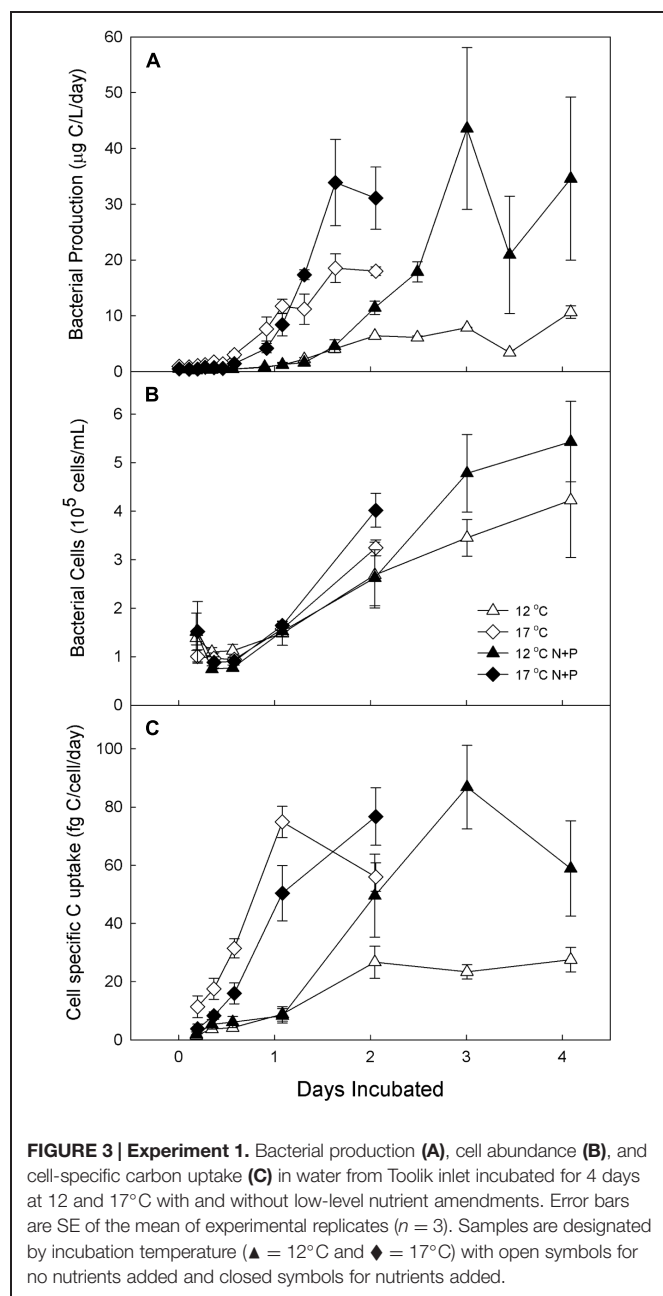 A
Bacterial Production (µg C/L/day)
60
50
40
30
20
10
0
B
Bacterial Cells (10⁵ cells/mL)
6
5
4
3
2
1
0
12 °C
17 °C
12 °C N+P
17 °C N+P
C
Cell specific C uptake (fg C/cell/day)
100
80
60
40
20
0
0 1 2 3 4
Days Incubated
FIGURE 3 | Experiment 1. Bacterial production (A), cell abundance (B), and
cell-specific carbon uptake (C) in water from Toolik inlet incubated for 4 days
at 12 and 17°C with and without low-level nutrient amendments. Error bars
are SE of the mean of experimental replicates (n = 3). Samples are designated
by incubation temperature (▲ = 12°C and ♦ = 17°C) with open symbols for
no nutrients added and closed symbols for nutrients added.